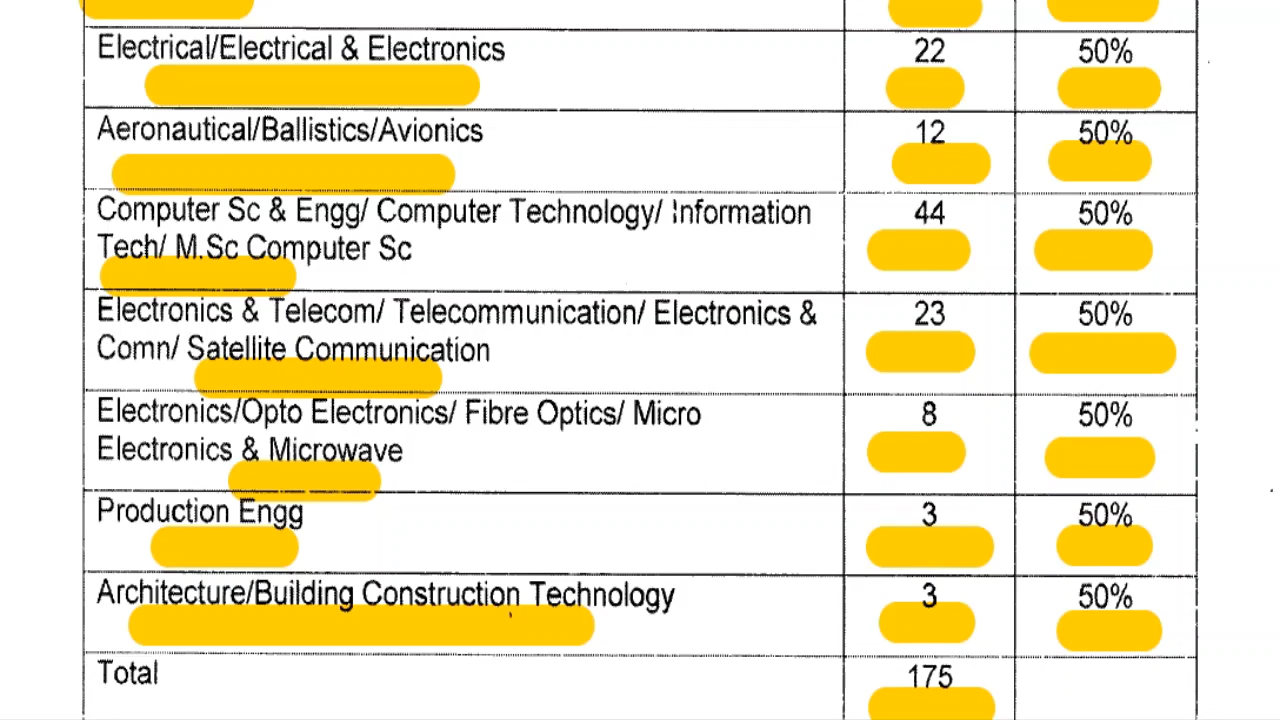 Electrical/Electrical & Electronics 22 50%
Aeronautical/Ballistics/Avionics 12 50%
Computer Sc & Engg/ Computer Technology/ Information 44 50%
Tech/ M.Sc Computer Sc
Electronics & Telecom/ Telecommunication/ Electronics & 23 50%
Comn/ Satellite Communication
Electronics/Opto Electronics/ Fibre Optics/ Micro 8 50%
Electronics & Microwave
Production Engg 3 50%
Architecture/Building Construction Technology 3 50%
Total 175